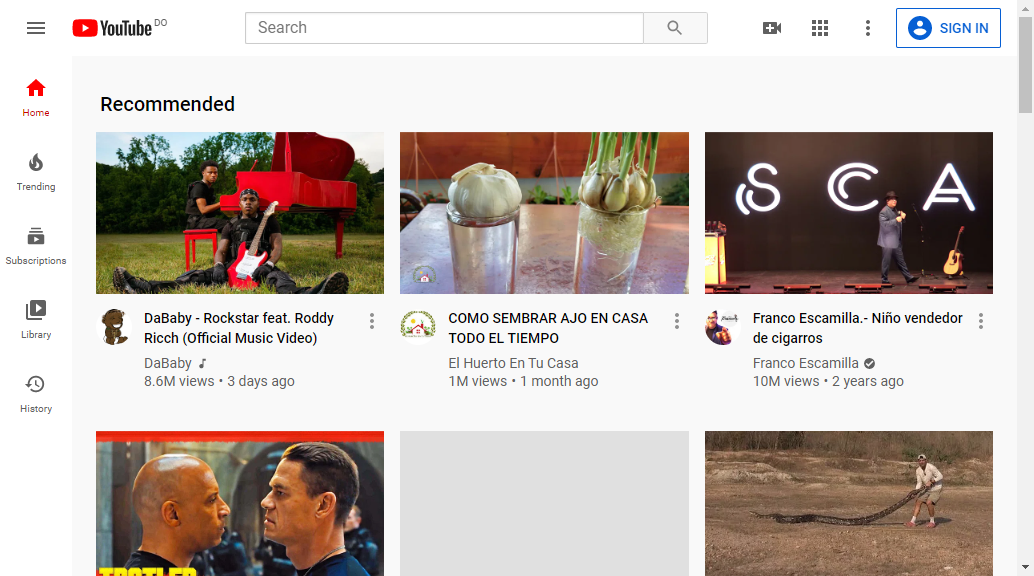 YouTube DO
Search
SIGN IN
Home
Trending
Subscriptions
Library
History
Recommended
SCA
DaBaby - Rockstar feat. Roddy
Ricch (Official Music Video)
DaBaby
8.6M views • 3 days ago
COMO SEMBRAR AJO EN CASA
TODO EL TIEMPO
El Huerto En Tu Casa
1M views • 1 month ago
Franco Escamilla.- Niño vendedor
de cigarros
Franco Escamilla
10M views • 2 years ago